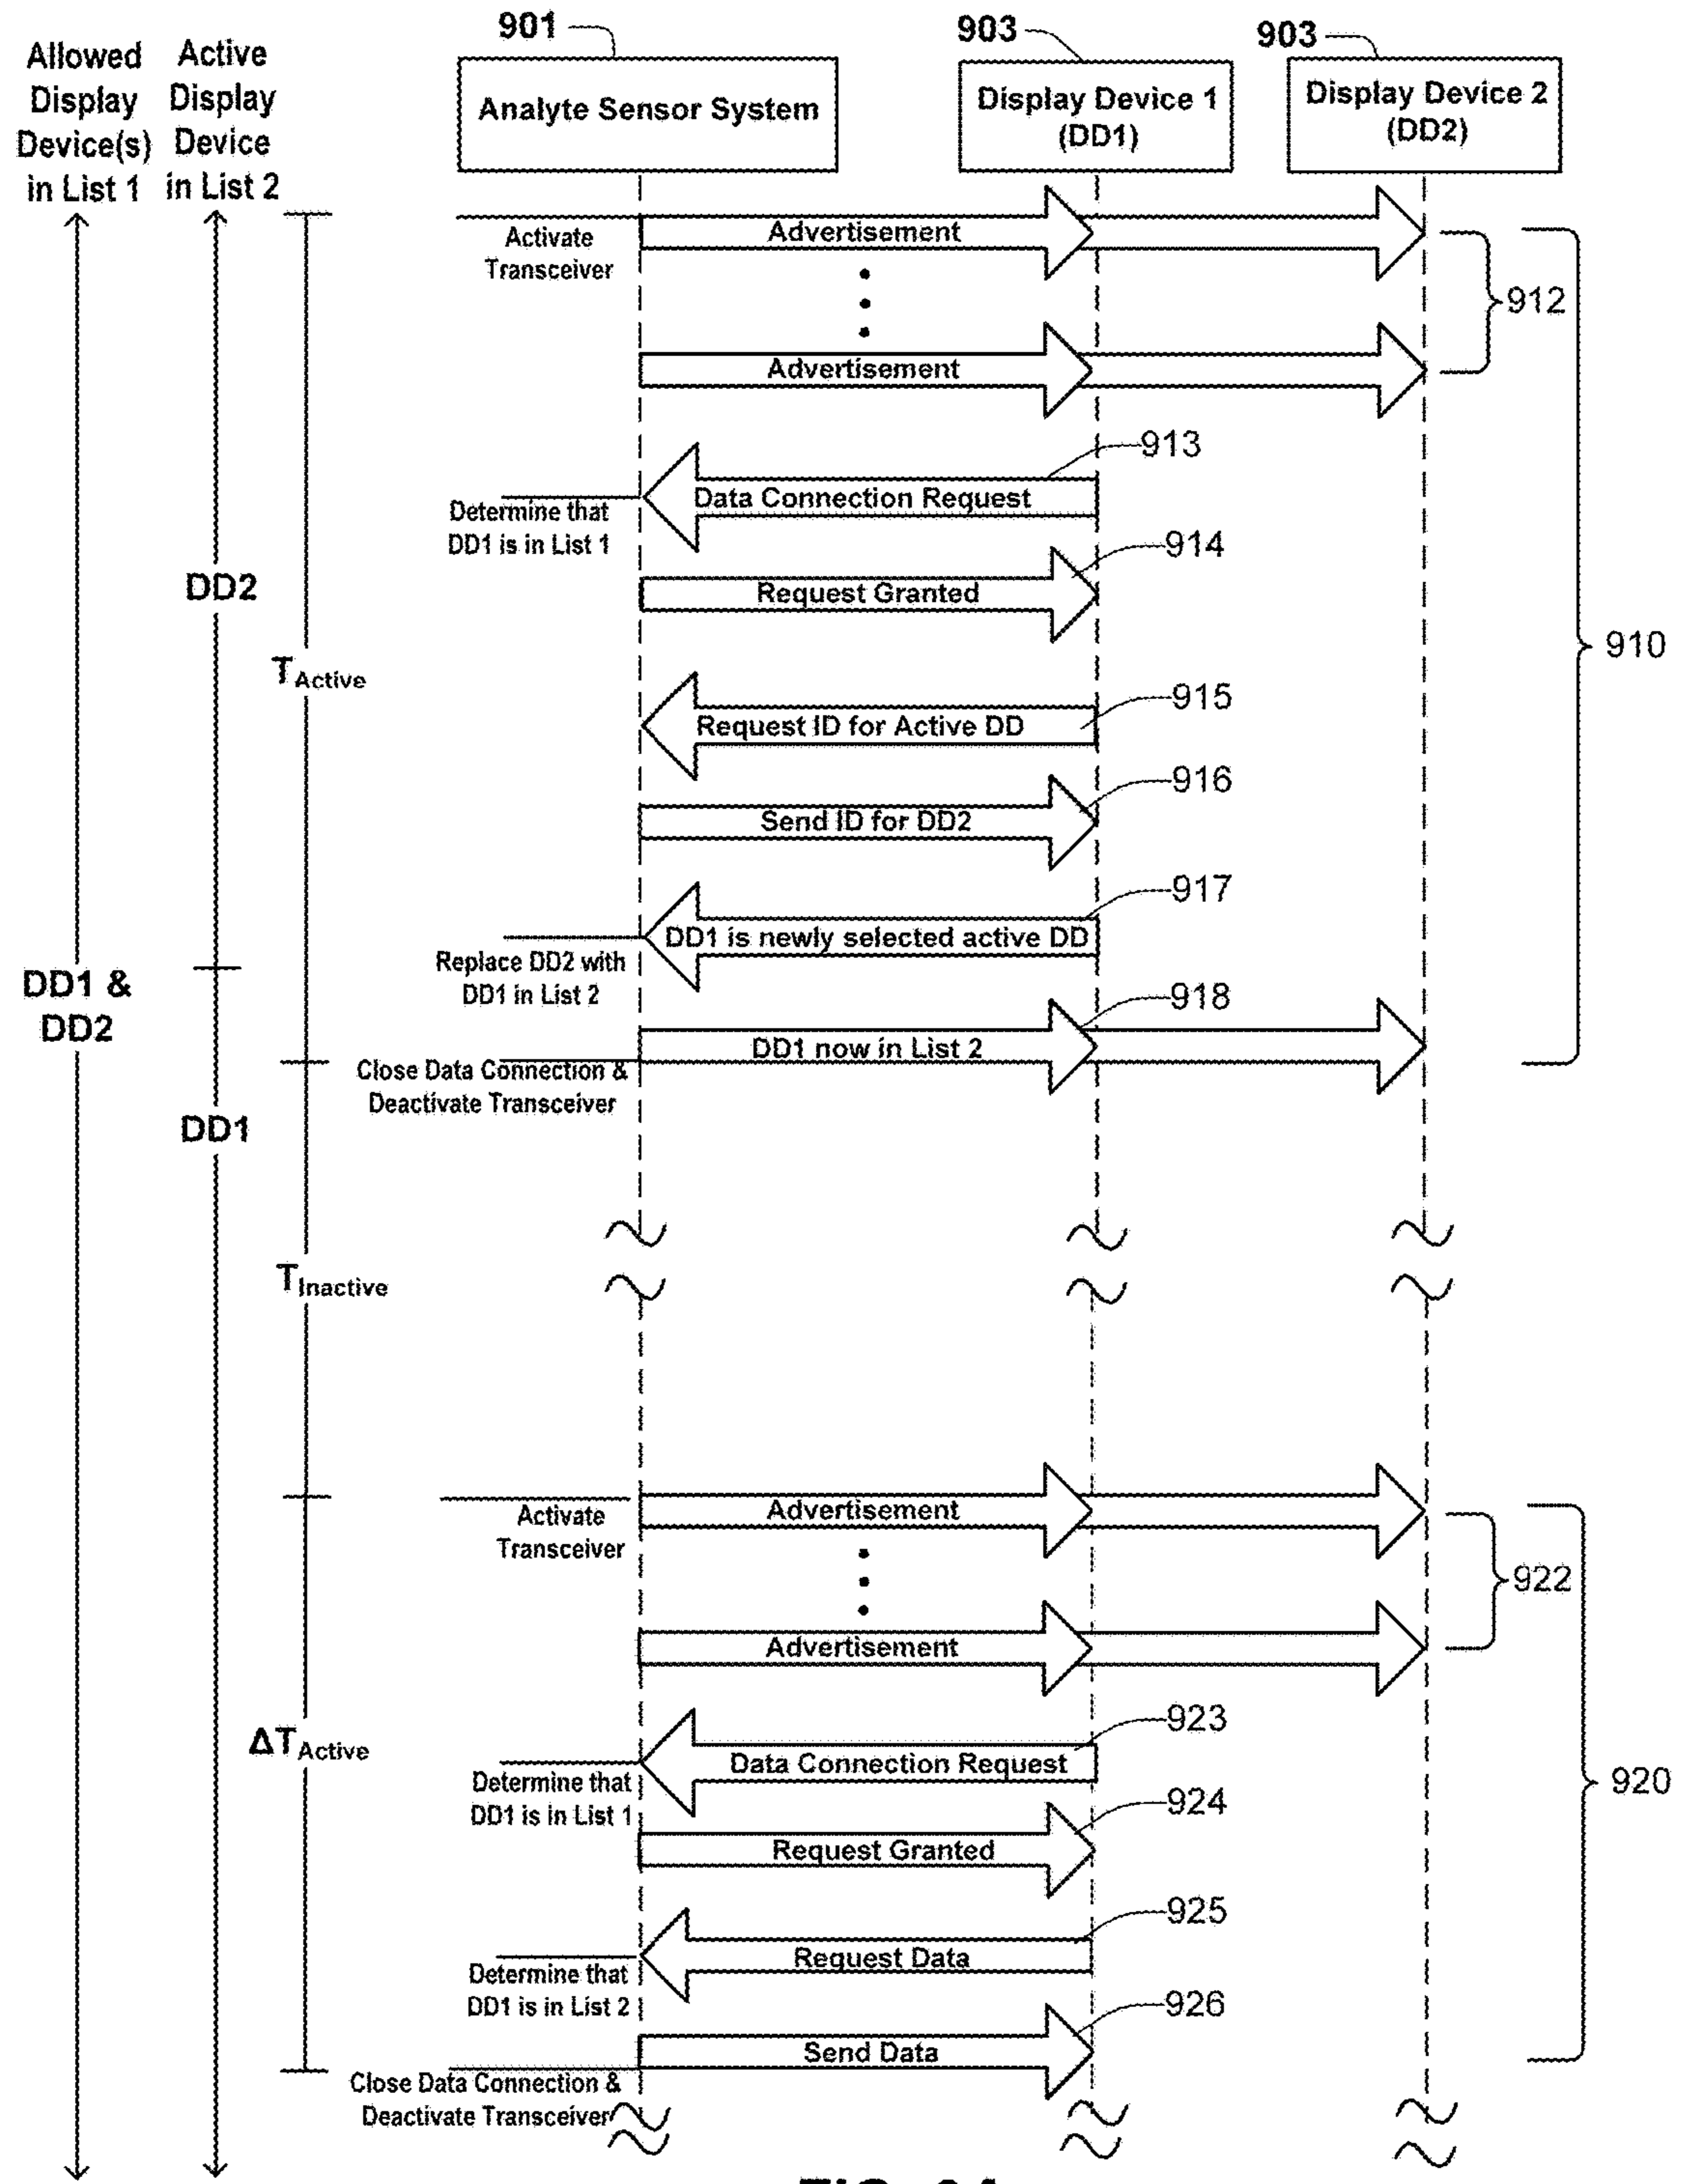 Allowed
Display
Device(s)
in List 1
Active
Display
Device
in List 2
901
Analyte Sensor System
903
Display Device 1
(DD1)
903
Display Device 2
(DD2)
Activate
Transceiver
Advertisement
Advertisement
912
910
913
Data Connection Request
Determine that
DD1 is in List 1
914
Request Granted
DD2
TActive
915
Request ID for Active DD
916
Send ID for DD2
917
DD1 is newly selected active DD
Replace DD2 with
DD1 in List 2
DD1 &
DD2
918
DD1 now in List 2
Close Data Connection &
Deactivate Transceiver
DD1
TInactive
Activate
Transceiver
Advertisement
Advertisement
922
920
ΔTActive
923
Data Connection Request
Determine that
DD1 is in List 1
924
Request Granted
925
Request Data
Determine that
DD1 is in List 2
926
Send Data
Close Data Connection &
Deactivate Transceiver